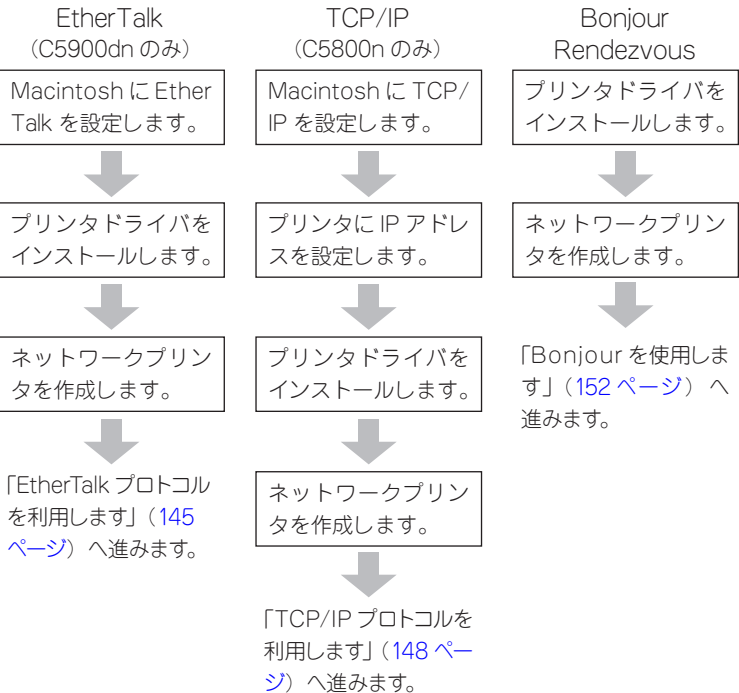 EtherTalk
（C5900dn のみ）
Macintosh に Ether
Talk を設定します。
プリンタドライバを
インストールします。
ネットワークプリン
タを作成します。
「EtherTalk プロトコル
を利用します」（145
ページ） へ進みます。
TCP/IP
（C5800n のみ）
Macintosh に TCP/
IP を設定します。
プリンタに IP アドレ
スを設定します。
プリンタドライバを
インストールします。
ネットワークプリン
タを作成します。
「TCP/IP プロトコルを
利用します」（148 ペー
ジ） へ進みます。
Bonjour
Rendezvous
プリンタドライバを
インストールします。
ネットワークプリン
タを作成します。
「Bonjour を使用しま
す」（152 ページ） へ
進みます。